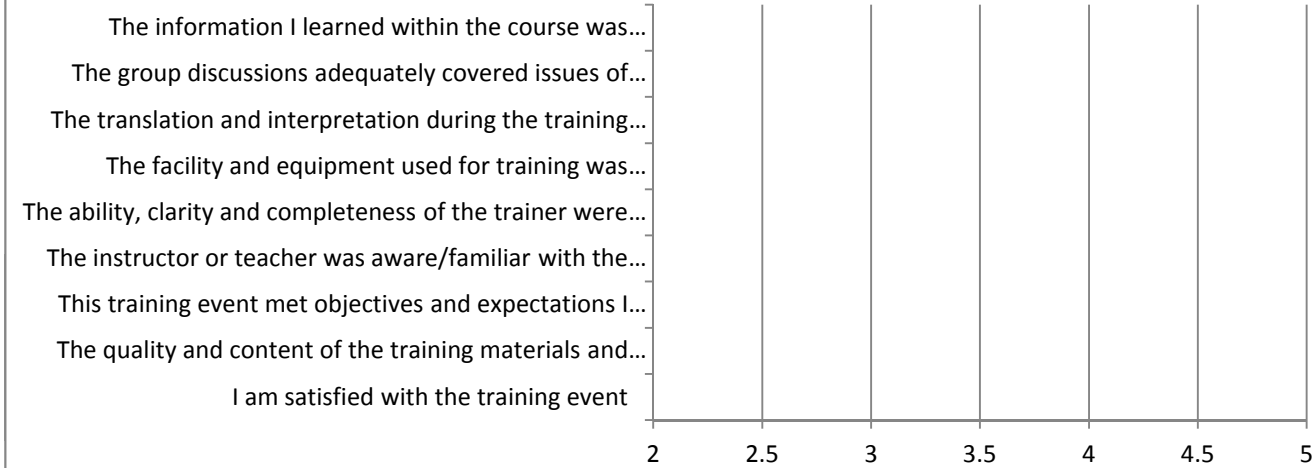 The information I learned within the course was…
The group discussions adequately covered issues of…
The translation and interpretation during the training…
The facility and equipment used for training was…
The ability, clarity and completeness of the trainer were…
The instructor or teacher was aware/familiar with the…
This training event met objectives and expectations I…
The quality and content of the training materials and…
I am satisfied with the training event
2 2.5 3 3.5 4 4.5 5